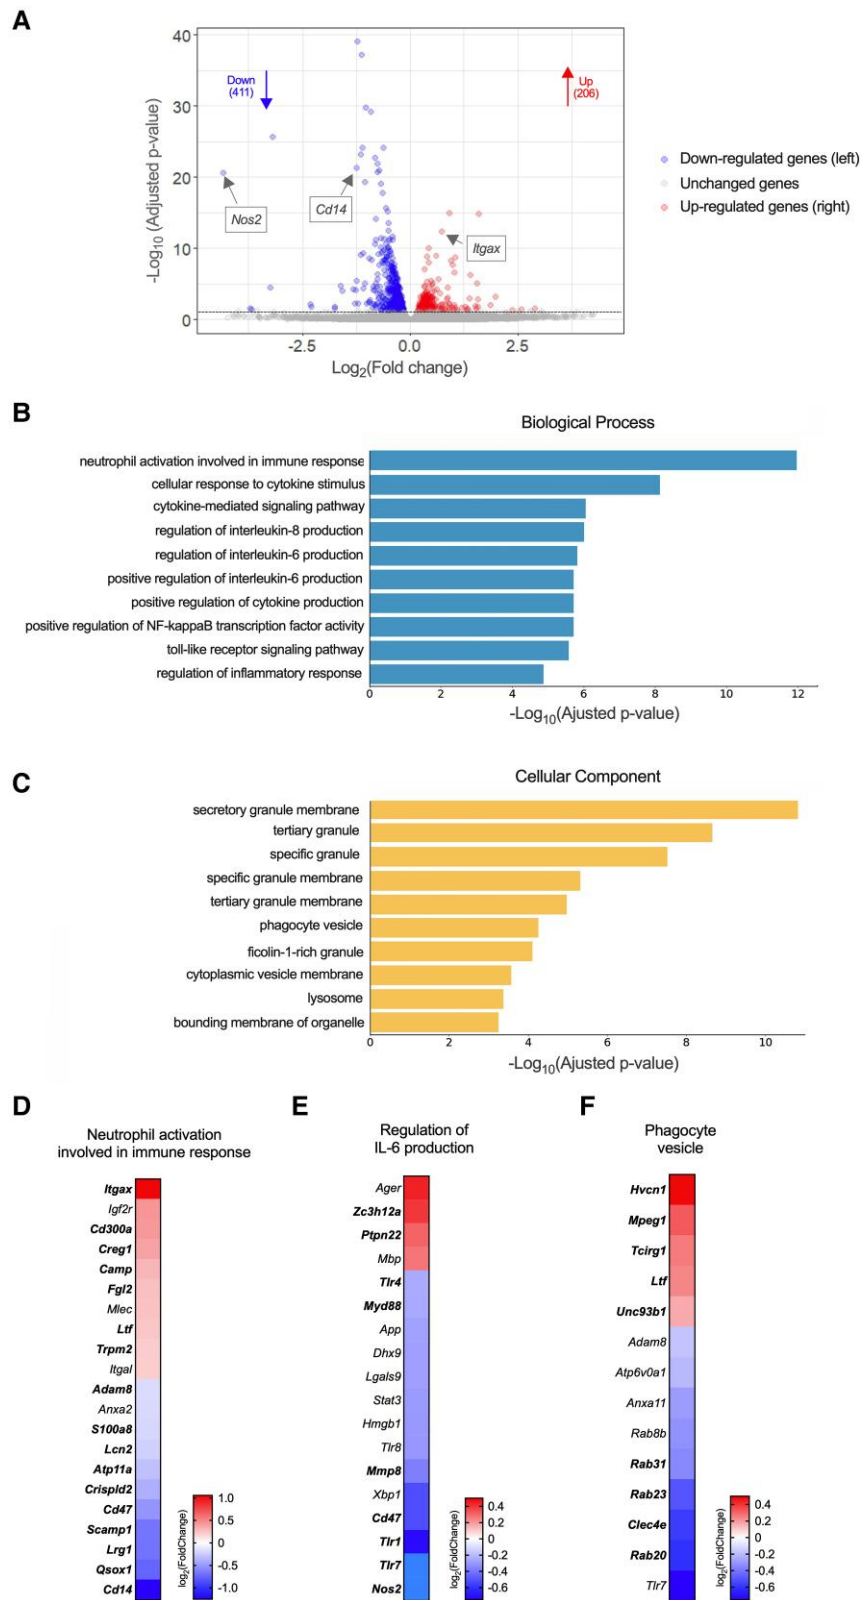 A
-Log10 (Adjusted p-value)
40
30
20
10
0
Down
(411)
Up
(206)
Nos2
Cd14
Itgax
-2.5
0.0
2.5
Log2(Fold change)
Down-regulated genes (left)
Unchanged genes
Up-regulated genes (right)
B
Biological Process
neutrophil activation involved in immune response
cellular response to cytokine stimulus
cytokine-mediated signaling pathway
regulation of interleukin-8 production
regulation of interleukin-6 production
positive regulation of interleukin-6 production
positive regulation of cytokine production
positive regulation of NF-kappaB transcription factor activity
toll-like receptor signaling pathway
regulation of inflammatory response
0 2 4 6 8 10 12
-Log10(Ajusted p-value)
C
Cellular Component
secretory granule membrane
tertiary granule
specific granule
specific granule membrane
tertiary granule membrane
phagocyte vesicle
ficolin-1-rich granule
cytoplasmic vesicle membrane
lysosome
bounding membrane of organelle
0 2 4 6 8 10
-Log10(Ajusted p-value)
D
Neutrophil activation
involved in immune response
Itgax
Igf2r
Cd300a
Creg1
Camp
Fgl2
Mlec
Ltf
Trpm2
Itgal
Adam8
Anxa2
S100a8
Lcn2
Atp11a
Crispld2
Cd47
Scamp1
Lrg1
Qsox1
Cd14
log2(FoldChange)
1.0
0.5
0
-0.5
-1.0
E
Regulation of
IL-6 production
Ager
Zc3h12a
Ptpn22
Mbp
Tlr4
Myd88
App
Dhx9
Lgals9
Stat3
Hmgb1
Tlr8
Mmp8
Xbp1
Cd47
Tlr1
Tlr7
Nos2
log2(FoldChange)
0.4
0.2
0
-0.2
-0.4
-0.6
F
Phagocyte
vesicle
Hvcn1
Mpeg1
Tcirg1
Ltf
Unc93b1
Adam8
Atp6v0a1
Anxa11
Rab8b
Rab31
Rab23
Clec4e
Rab20
Tlr7
log2(FoldChange)
0.4
0.2
0
-0.2
-0.4
-0.6